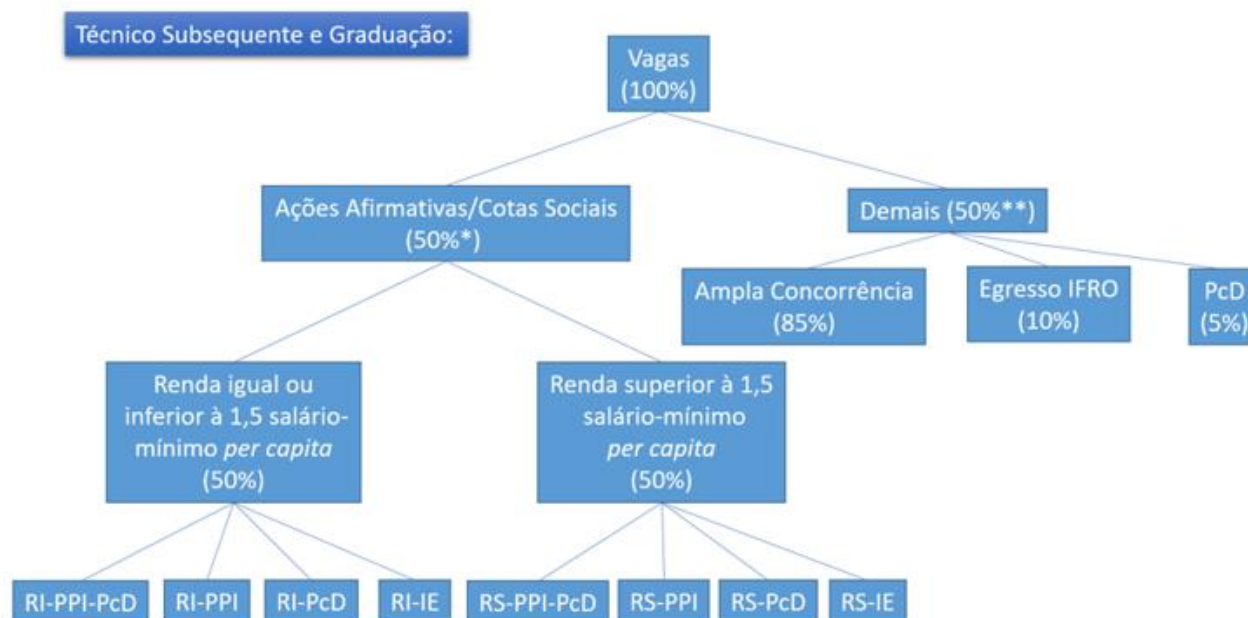 Técnico Subsequente e Graduação:
Vagas
(100%)
Ações Afirmativas/Cotas Sociais
(50%*)
Demais (50%**)
Ampla Concorrência
(85%)
Egresso IFRO
(10%)
PcD
(5%)
Renda igual ou
inferior à 1,5 salário-
mínimo per capita
(50%)
Renda superior à 1,5
salário-mínimo
per capita
(50%)
RI-PPI-PcD
RI-PPI
RI-PcD
RI-IE
RS-PPI-PcD
RS-PPI
RS-PcD
RS-IE